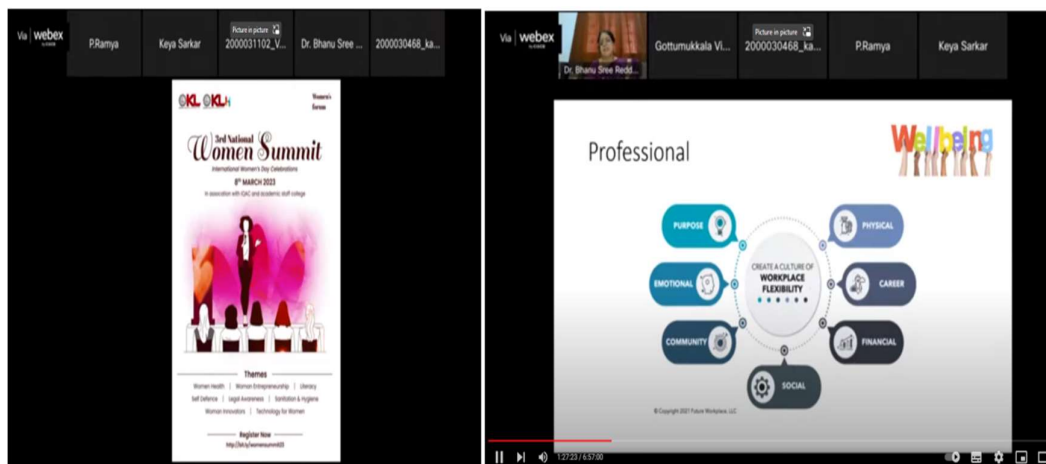 Via webex
P.Ramya
Keya Sarkar
Picture in picture
2000031102_V...
Dr. Bhanu Sree ...
2000030468_ka...
KL KLH
Women's
Forum
3rd National
Women Summit
International Women's Day Celebrations
8th MARCH 2023
In association with IQAC and academic staff college
Themes
Women Health | Woman Entrepreneurship | Literacy
Self Defence | Legal Awareness | Sanitation & Hygiene
Woman Innovators | Technology for Women
Register Now
Via webex
Dr. Bhanu Sree Redd...
Gottumukkala Vi...
Picture in picture
2000030468_ka...
P.Ramya
Keya Sarkar
Professional
Wellbeing
PURPOSE
PHYSICAL
EMOTIONAL
CREATE A CULTURE OF
WORKPLACE
FLEXIBILITY
CAREER
COMMUNITY
FINANCIAL
SOCIAL
© Copyright 2021 Future Workplace, LLC
1:27:23 / 6:57:00